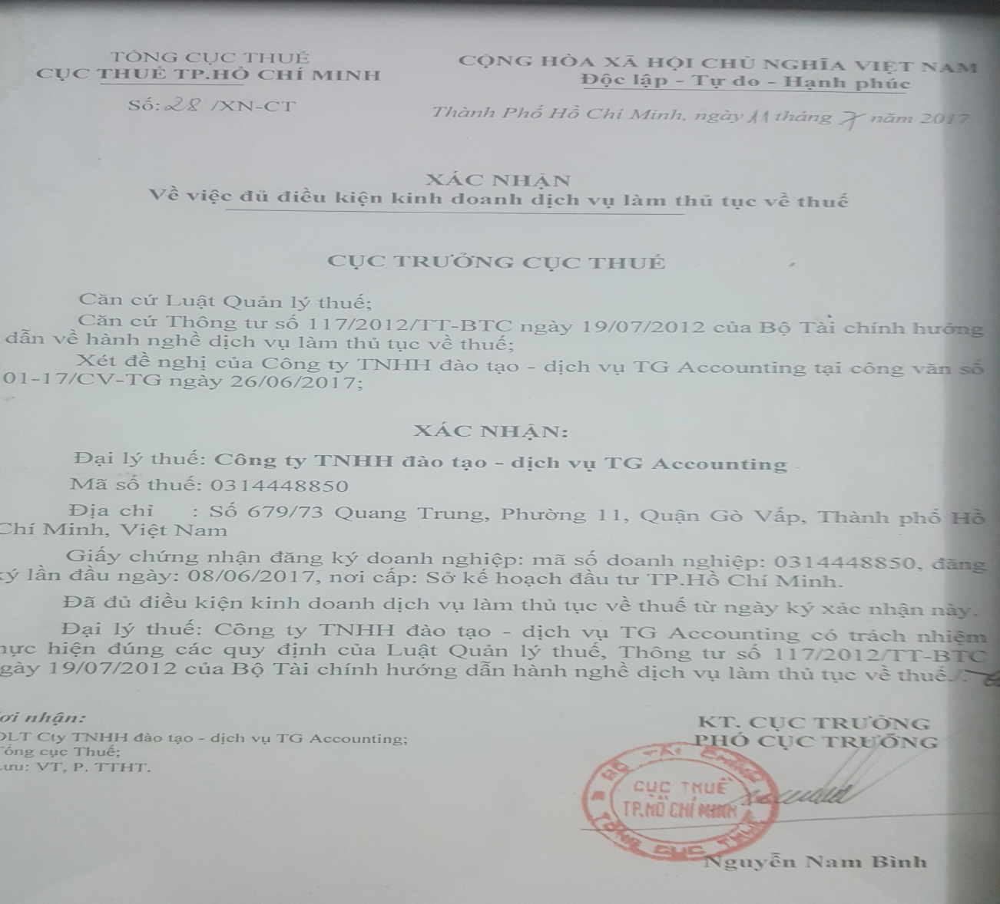 TỔNG CỤC THUẾ
CỤC THUẾ TP.HỒ CHÍ MINH
Số: 28 /XN-CT
CỘNG HÒA XÃ HỘI CHỦ NGHĨA VIỆT NAM
Độc lập - Tự do - Hạnh phúc
Thành Phố Hồ Chí Minh, ngày 11 tháng 7 năm 2017
XÁC NHẬN
Về việc đủ điều kiện kinh doanh dịch vụ làm thủ tục về thuế
CỤC TRƯỞNG CỤC THUẾ
Căn cứ Luật Quản lý thuế;
Căn cứ Thông tư số 117/2012/TT-BTC ngày 19/07/2012 của Bộ Tài chính hướng
dẫn về hành nghề dịch vụ làm thủ tục về thuế;
Xét đề nghị của Công ty TNHH đào tạo - dịch vụ TG Accounting tại công văn số
01-17/CV-TG ngày 26/06/2017;
XÁC NHẬN:
Đại lý thuế: Công ty TNHH đào tạo - dịch vụ TG Accounting
Mã số thuế: 0314448850
Địa chỉ : Số 679/73 Quang Trung, Phường 11, Quận Gò Vấp, Thành phố Hồ
Chí Minh, Việt Nam
Giấy chứng nhận đăng ký doanh nghiệp: mã số doanh nghiệp: 0314448850, đăng
ký lần đầu ngày: 08/06/2017, nơi cấp: Sở kế hoạch đầu tư TP.Hồ Chí Minh.
Đã đủ điều kiện kinh doanh dịch vụ làm thủ tục về thuế từ ngày ký xác nhận này.
Đại lý thuế: Công ty TNHH đào tạo - dịch vụ TG Accounting có trách nhiệm
hực hiện đúng các quy định của Luật Quản lý thuế, Thông tư số 117/2012/TT-BTC
gày 19/07/2012 của Bộ Tài chính hướng dẫn hành nghề dịch vụ làm thủ tục về thuế./.
ơi nhận:
ĐLT Cty TNHH đào tạo - dịch vụ TG Accounting;
Tổng cục Thuế;
Lưu: VT, P. TTHT.
KT. CỤC TRƯỞNG
PHÓ CỤC TRƯỞNG
BỘ TÀI CHÍNH
CỤC THUẾ
TP.HỒ CHÍ MINH
TỔNG CỤC THUẾ
Nguyễn Nam Bình